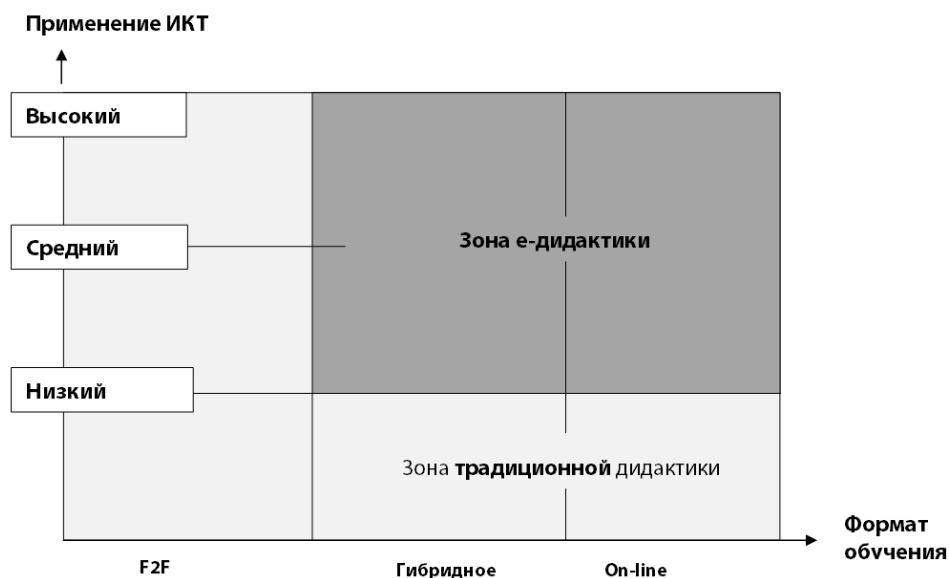 Применение ИКТ
Высокий
Средний
Зона е-дидактики
Низкий
Зона традиционной дидактики
Формат
обучения
F2F
Гибридное
On-line